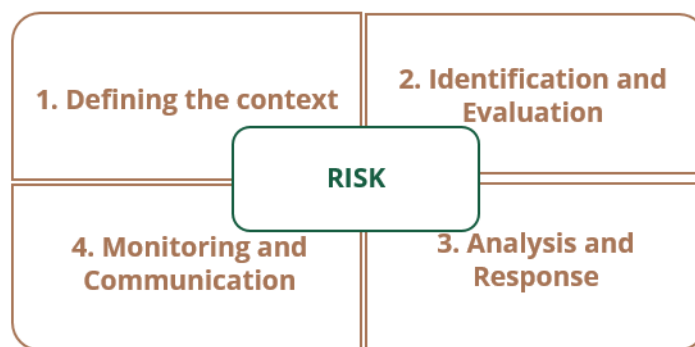 1. Defining the context
2. Identification and
Evaluation
RISK
4. Monitoring and
Communication
3. Analysis and
Response